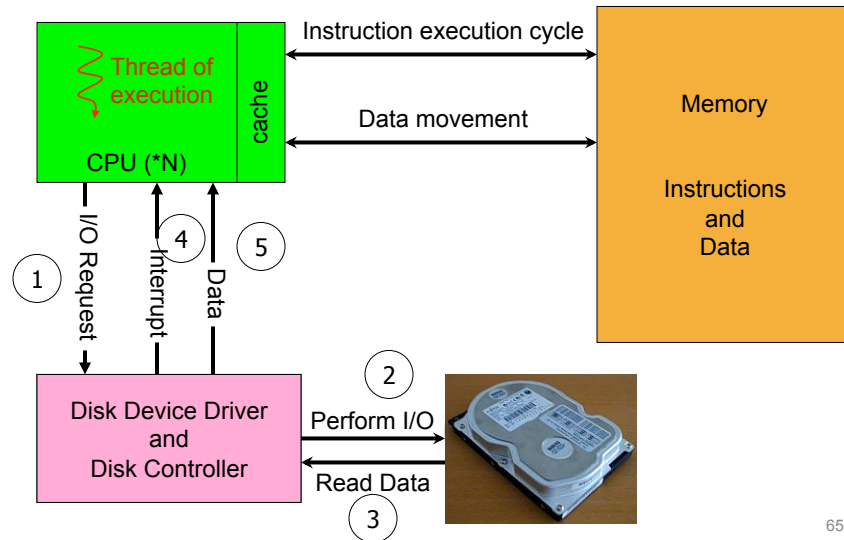 Instruction execution cycle
Thread of
execution
cache
Data movement
CPU (*N)
Memory
Instructions
and
Data
1
I/O Request
4
Interrupt
5
Data
Disk Device Driver
and
Disk Controller
2
Perform I/O
Read Data
3
65